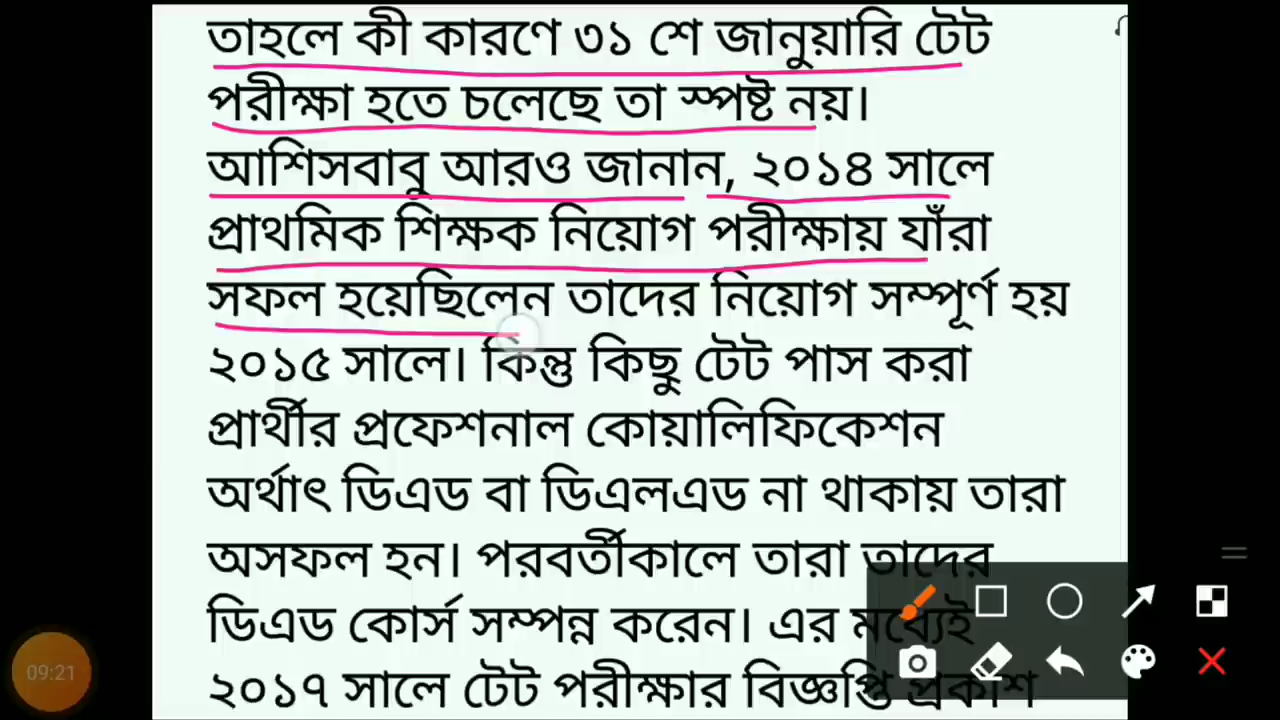 তাহলে কী কারণে ৩১ শে জানুয়ারি টেট
পরীক্ষা হতে চলেছে তা স্পষ্ট নয়।
আশিসবাবু আরও জানান, ২০১৪ সালে
প্রাথমিক শিক্ষক নিয়োগ পরীক্ষায় যাঁরা
সফল হয়েছিলেন তাদের নিয়োগ সম্পূর্ণ হয়
২০১৫ সালে। কিন্তু কিছু টেট পাস করা
প্রার্থীর প্রফেশনাল কোয়ালিফিকেশন
অর্থাৎ ডিএড বা ডিএলএড না থাকায় তারা
অসফল হন। পরবর্তীকালে তারা তাদের
ডিএড কোর্স সম্পন্ন করেন। এর মধ্যেই
২০১৭ সালে টেট পরীক্ষার বিজ্ঞপ্তি প্রকাশ
09:21